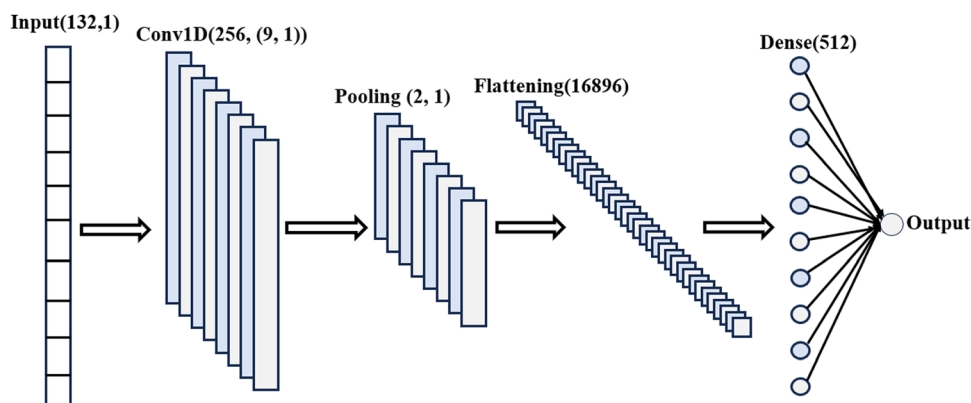 Input(132,1)
Conv1D(256, (9, 1))
Pooling (2, 1)
Flattening(16896)
Dense(512)
Output